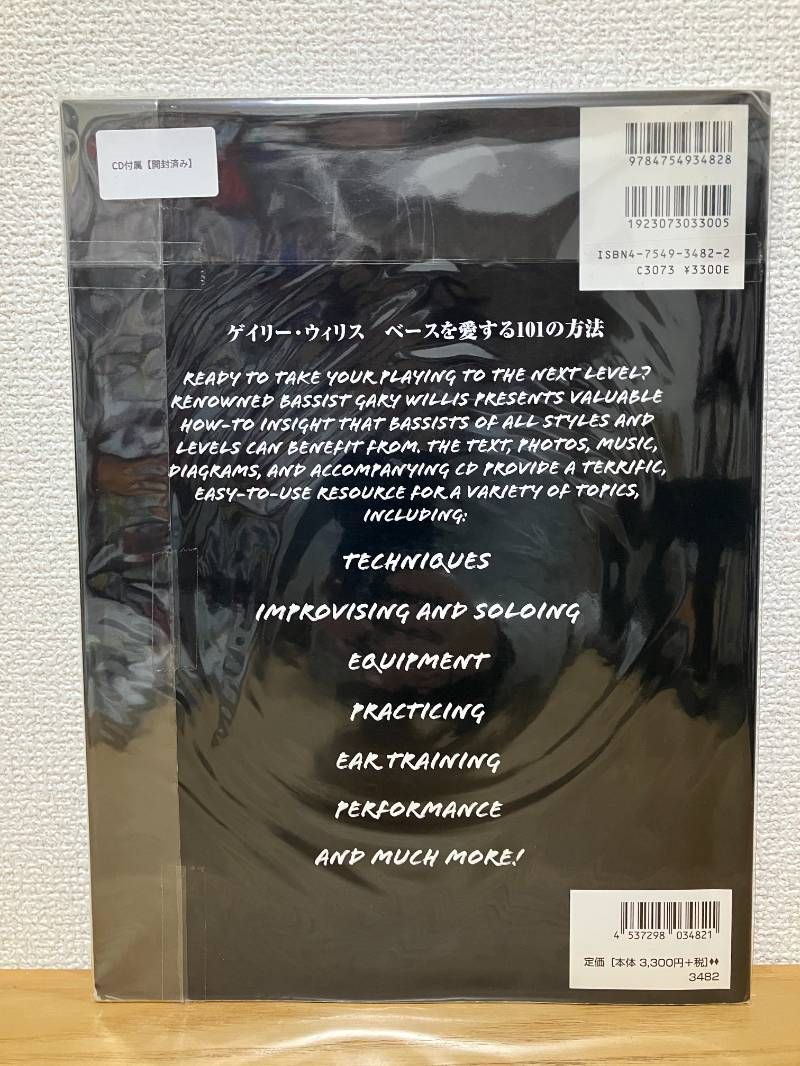 CD付属【開封済み】
9784754934828
1923073033005
ISBN4-7549-3482-2
C3073 ¥3300E
ゲイリー・ウィリス ベースを愛する101の方法
READY TO TAKE YOUR PLAYING TO THE NEXT LEVEL?
RENOWNED BASSIST GARY WILLIS PRESENTS VALUABLE
HOW-TO INSIGHT THAT BASSISTS OF ALL STYLES AND
LEVELS CAN BENEFIT FROM. THE TEXT, PHOTOS, MUSIC,
DIAGRAMS, AND ACCOMPANYING CD PROVIDE A TERRIFIC,
EASY-TO-USE RESOURCE FOR A VARIETY OF TOPICS,
INCLUDING:
TECHNIQUES
IMPROVISING AND SOLOING
EQUIPMENT
PRACTICING
EAR TRAINING
PERFORMANCE
AND MUCH MORE!
4 537298 034821
定価 [本体 3,300円+税]♦♦
3482